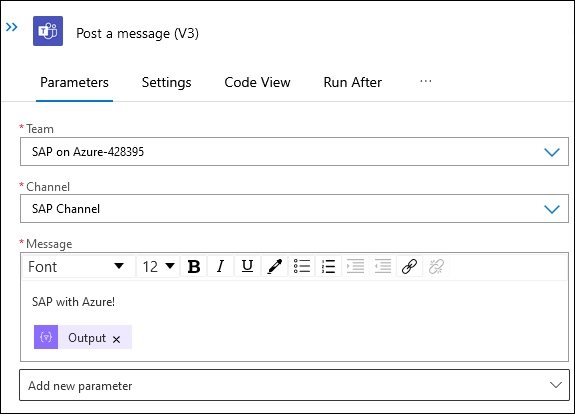 Post a message (V3)
Parameters Settings Code View Run After ...
* Team
SAP on Azure-428395
* Channel
SAP Channel
* Message
Font 12 B I U
SAP with Azure!
Output ×
Add new parameter